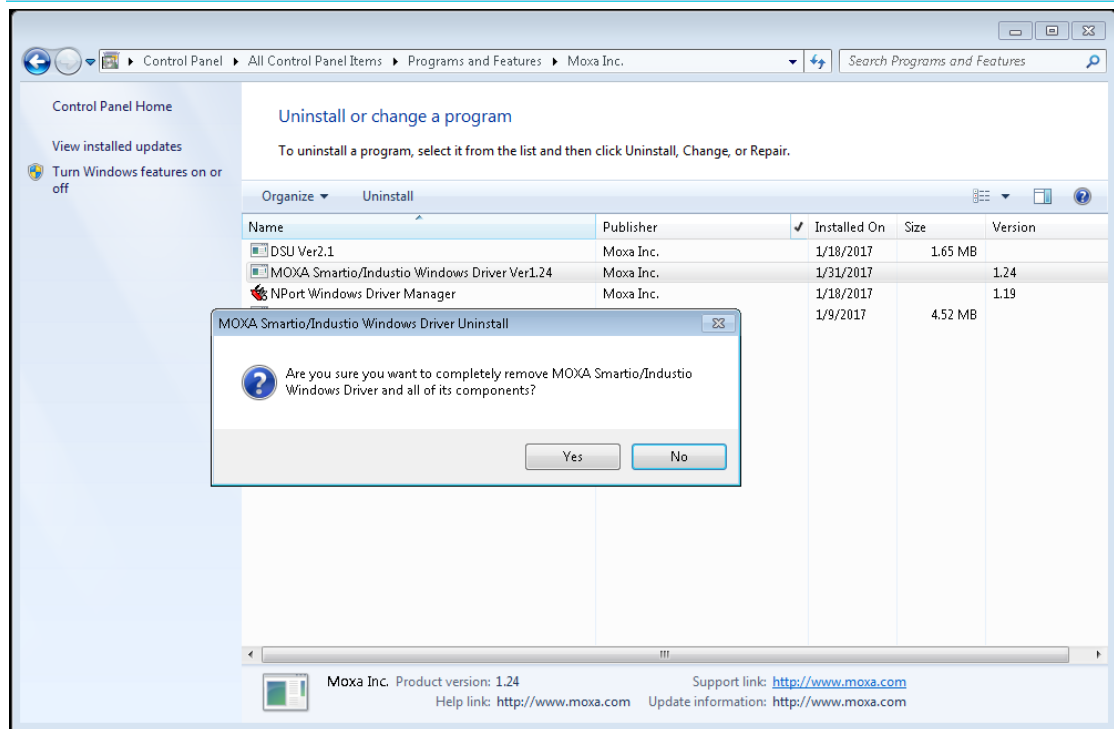 Control Panel ▸ All Control Panel Items ▸ Programs and Features ▸ Moxa Inc.
Search Programs and Features
Control Panel Home
View installed updates
Turn Windows features on or
off
Uninstall or change a program
To uninstall a program, select it from the list and then click Uninstall, Change, or Repair.
Organize Uninstall
Name Publisher Installed On Size Version
DSU Ver2.1 Moxa Inc. 1/18/2017 1.65 MB
MOXA Smartio/Industio Windows Driver Ver1.24 Moxa Inc. 1/31/2017 1.24
NPort Windows Driver Manager Moxa Inc. 1/18/2017 1.19
1/9/2017 4.52 MB
MOXA Smartio/Industio Windows Driver Uninstall
Are you sure you want to completely remove MOXA Smartio/Industio
Windows Driver and all of its components?
Yes No
Moxa Inc. Product version: 1.24 Support link: http://www.moxa.com
Help link: http://www.moxa.com Update information: http://www.moxa.com